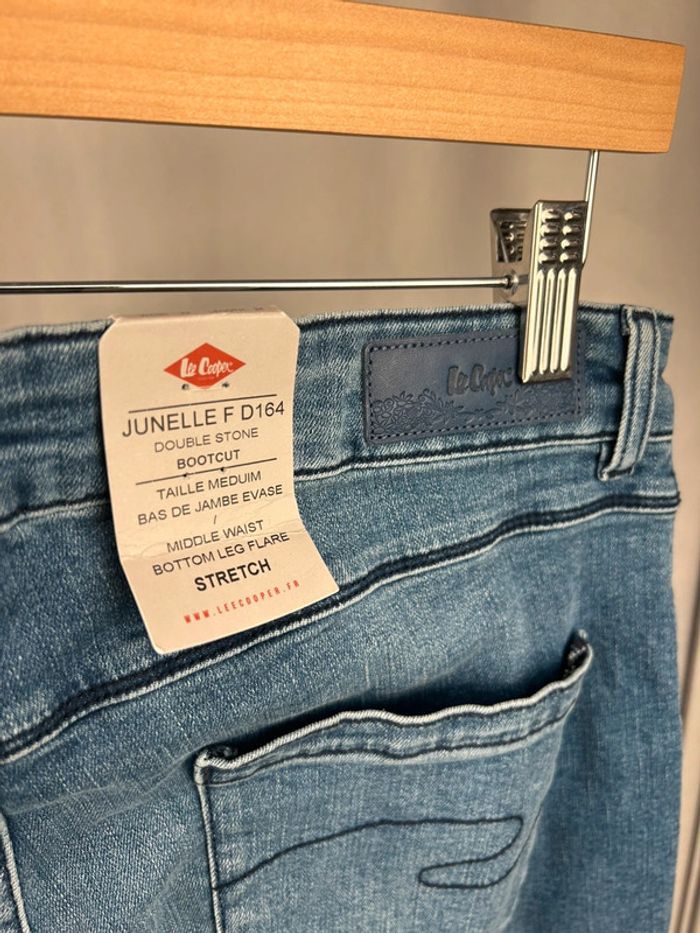 Lee Cooper
JUNELLE F D164
DOUBLE STONE
BOOTCUT
TAILLE MEDUIM
BAS DE JAMBE EVASE
/
MIDDLE WAIST
BOTTOM LEG FLARE
STRETCH
WWW.LEECOOPER.FR
Lee Cooper